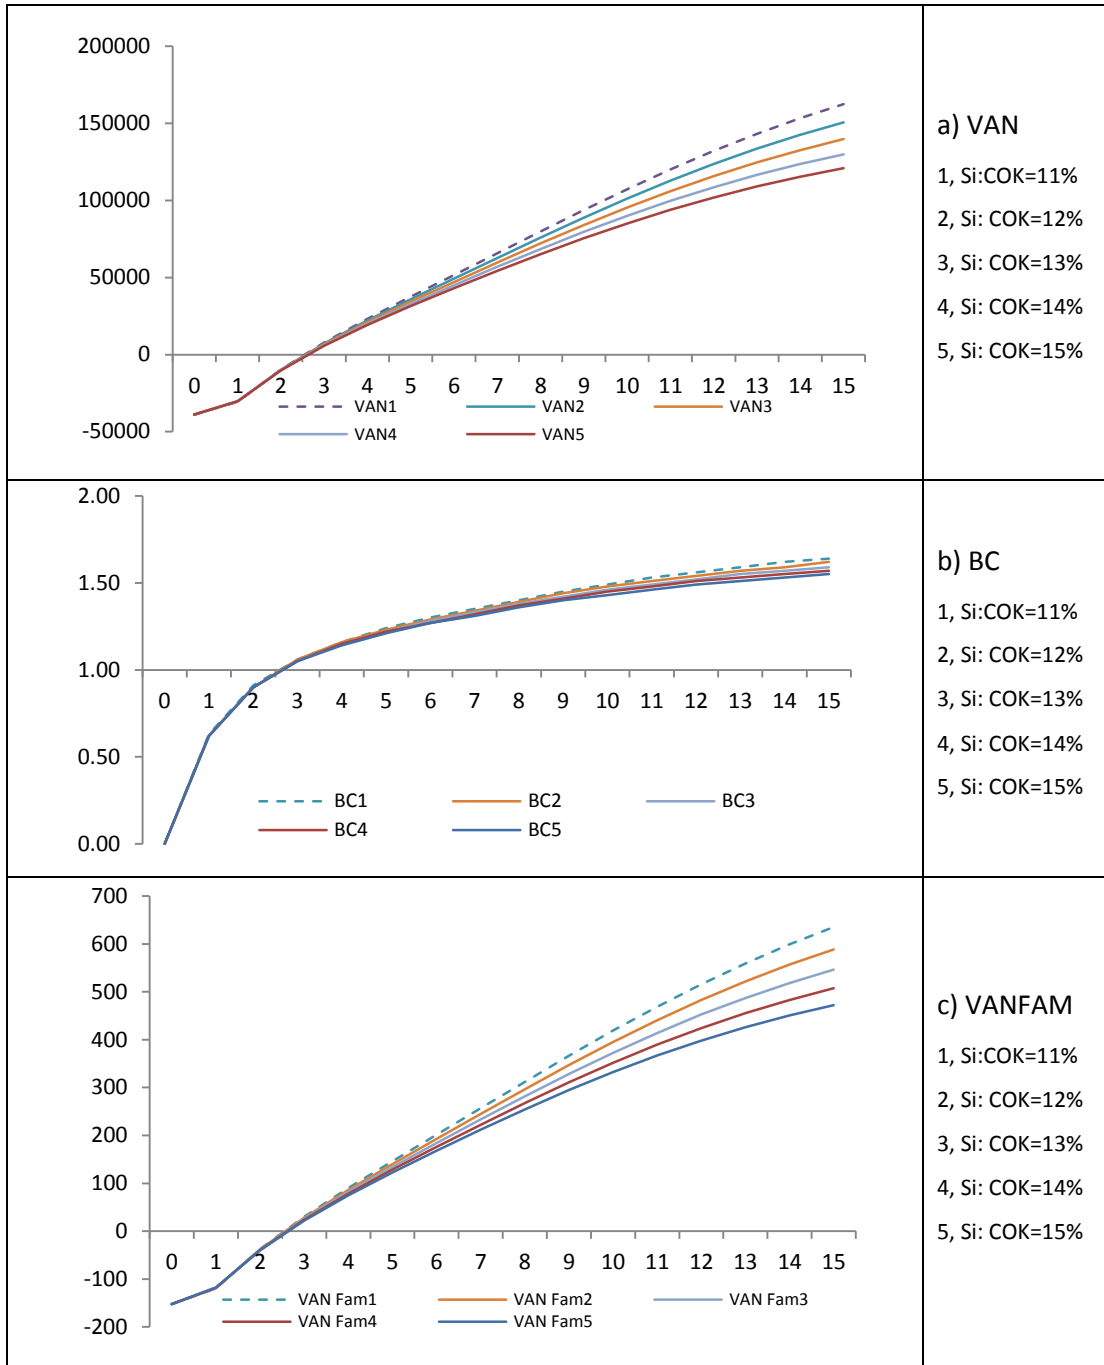 200000
150000
100000
50000
0
-50000
0 1 2 3 4 5 6 7 8 9 10 11 12 13 14 15
VAN1 VAN2 VAN3
VAN4 VAN5
a) VAN
1, Si:COK=11%
2, Si: COK=12%
3, Si: COK=13%
4, Si: COK=14%
5, Si: COK=15%
2.00
1.50
1.00
0.50
0.00
0 1 2 3 4 5 6 7 8 9 10 11 12 13 14 15
BC1 BC2 BC3
BC4 BC5
b) BC
1, Si:COK=11%
2, Si: COK=12%
3, Si: COK=13%
4, Si: COK=14%
5, Si: COK=15%
700
600
500
400
300
200
100
0
-100
-200
0 1 2 3 4 5 6 7 8 9 10 11 12 13 14 15
VAN Fam1 VAN Fam2 VAN Fam3
VAN Fam4 VAN Fam5
c) VANFAM
1, Si:COK=11%
2, Si: COK=12%
3, Si: COK=13%
4, Si: COK=14%
5, Si: COK=15%